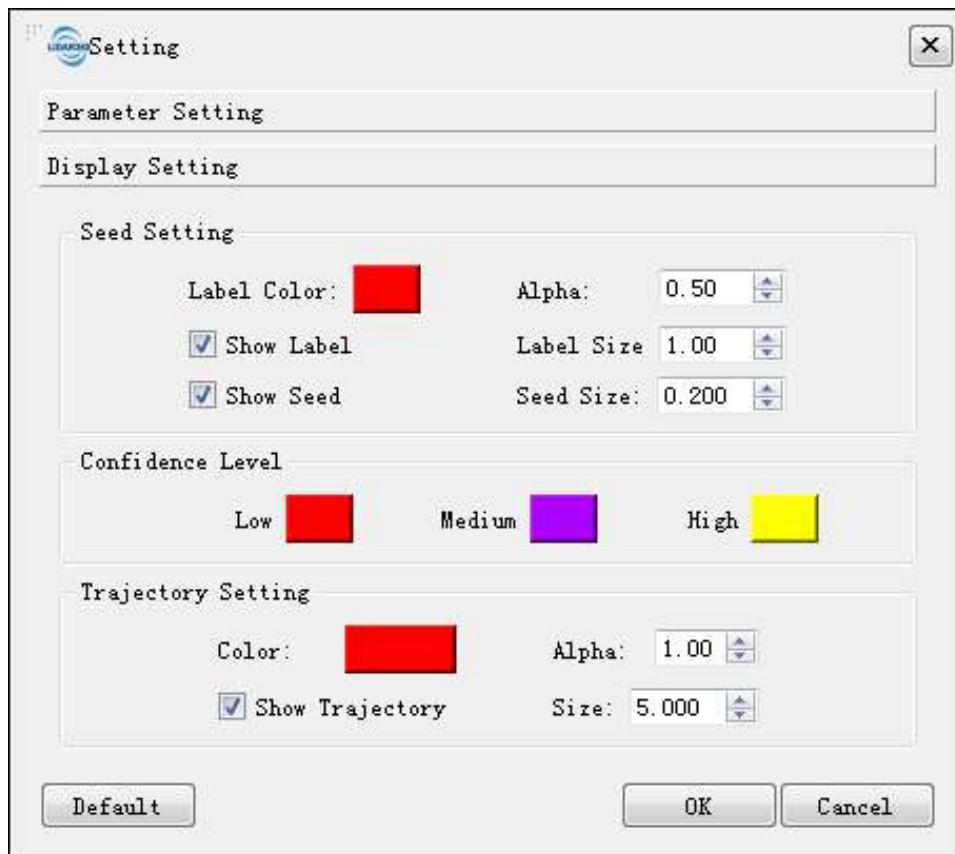 Setting
Parameter Setting
Display Setting
Seed Setting
Label Color: Alpha: 0.50
Show Label Label Size 1.00
Show Seed Seed Size: 0.200
Confidence Level
Low Medium High
Trajectory Setting
Color: Alpha: 1.00
Show Trajectory Size: 5.000
Default OK Cancel